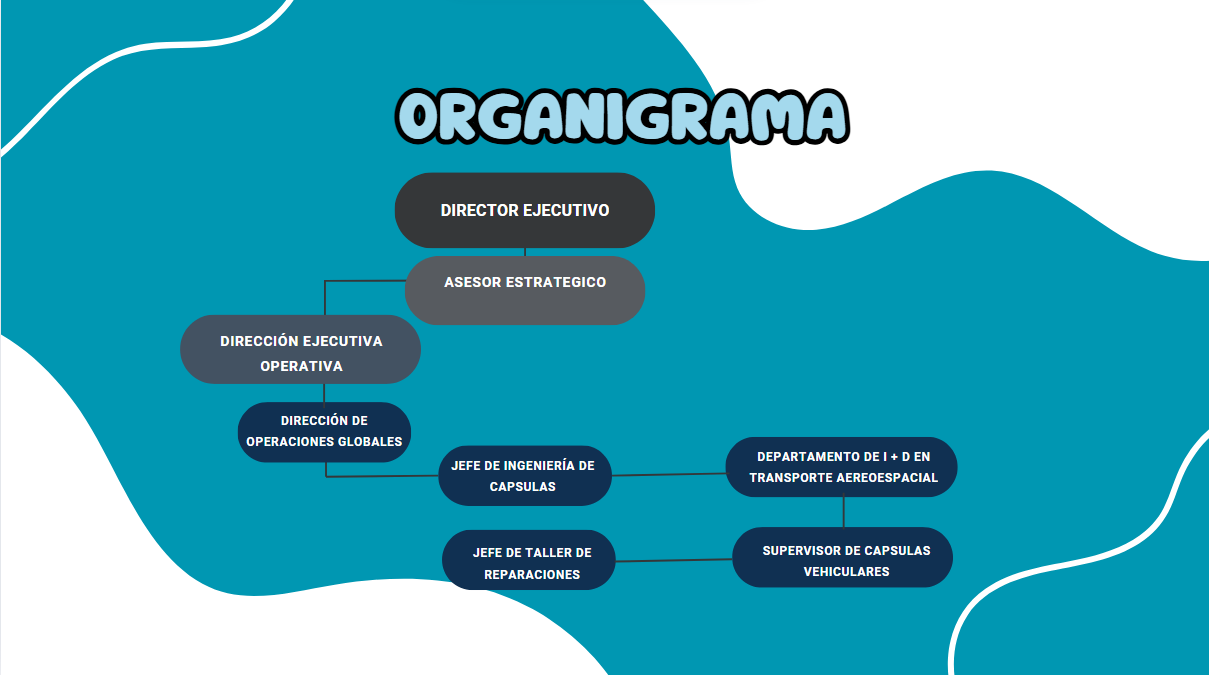 ORGANIGRAMA
DIRECTOR EJECUTIVO
ASESOR ESTRATEGICO
DIRECCIÓN EJECUTIVA
OPERATIVA
DIRECCIÓN DE
OPERACIONES GLOBALES
JEFE DE INGENIERÍA DE
CAPSULAS
DEPARTAMENTO DE I + D EN
TRANSPORTE AEREOESPACIAL
JEFE DE TALLER DE
REPARACIONES
SUPERVISOR DE CAPSULAS
VEHICULARES